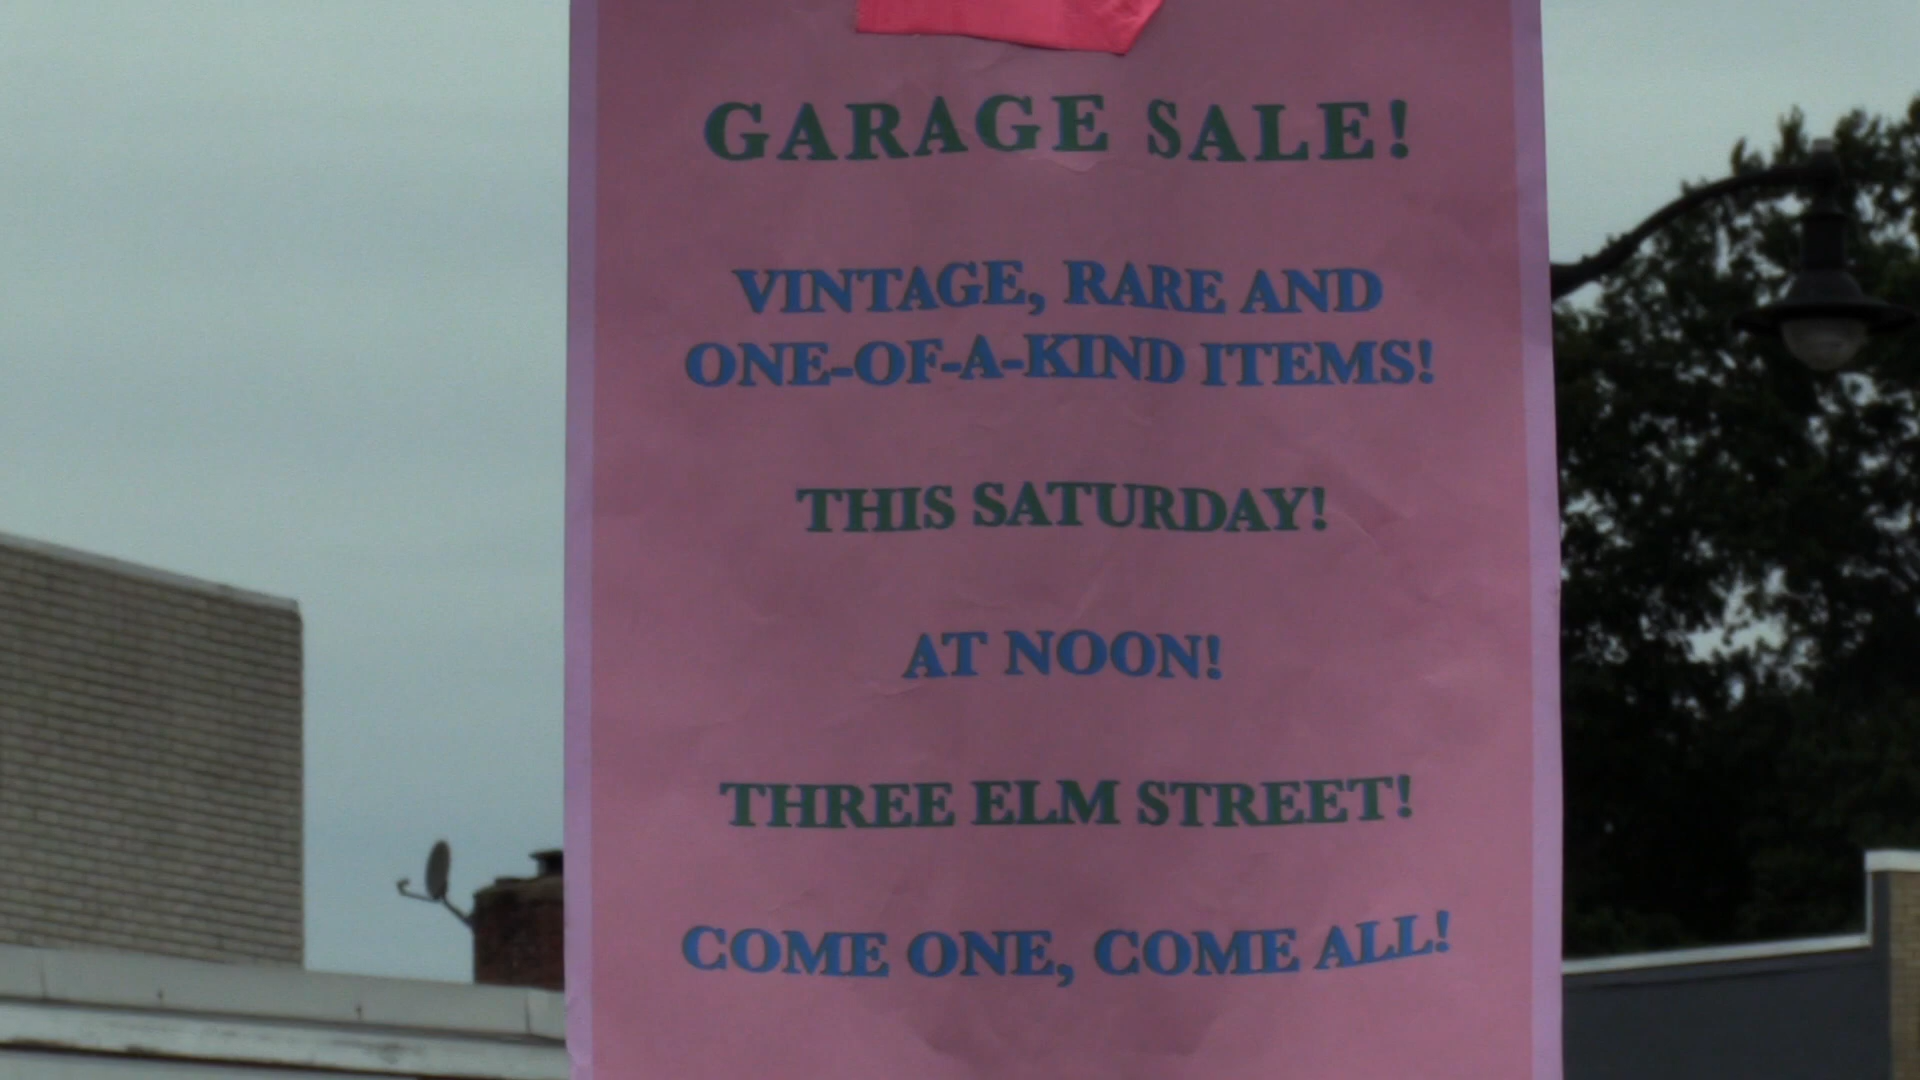 GARAGE SALE!
VINTAGE, RARE AND
ONE-OF-A-KIND ITEMS!
THIS SATURDAY!
AT NOON!
THREE ELM STREET!
COME ONE, COME ALL!